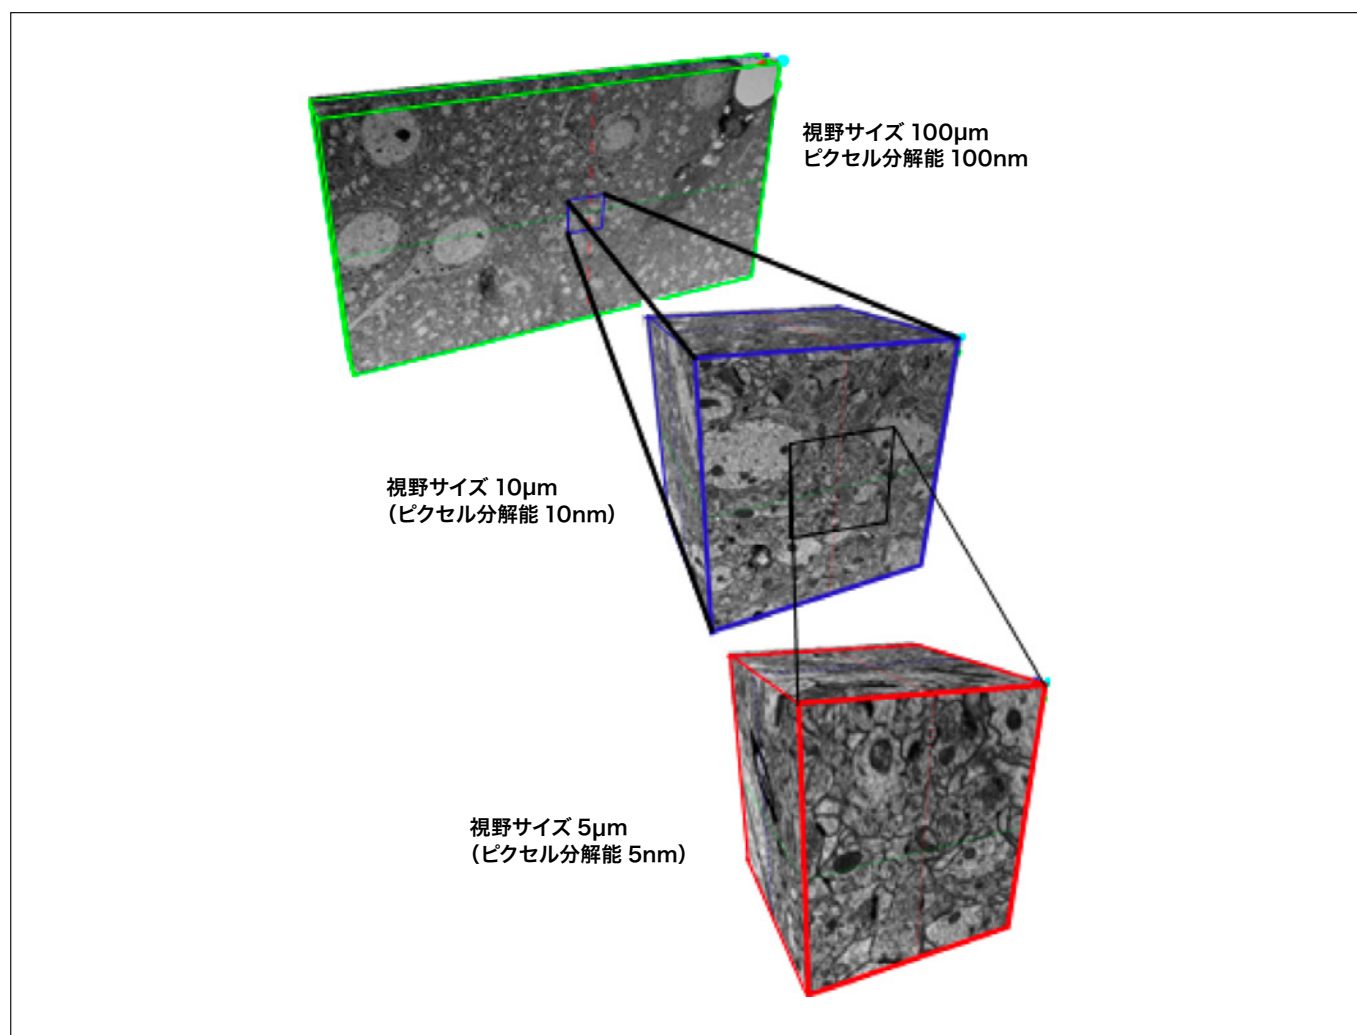 視野サイズ 100μm
ピクセル分解能 100nm
視野サイズ 10μm
（ピクセル分解能 10nm）
視野サイズ 5μm
（ピクセル分解能 5nm）